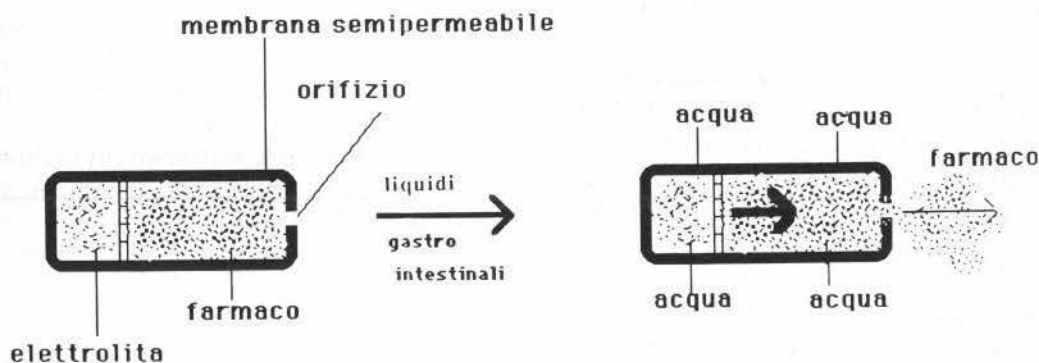 membrana semipermeabile
orifizio
farmaco
elettrolita
liquidi
gastro
intestinali
acqua
acqua
farmaco
acqua
acqua